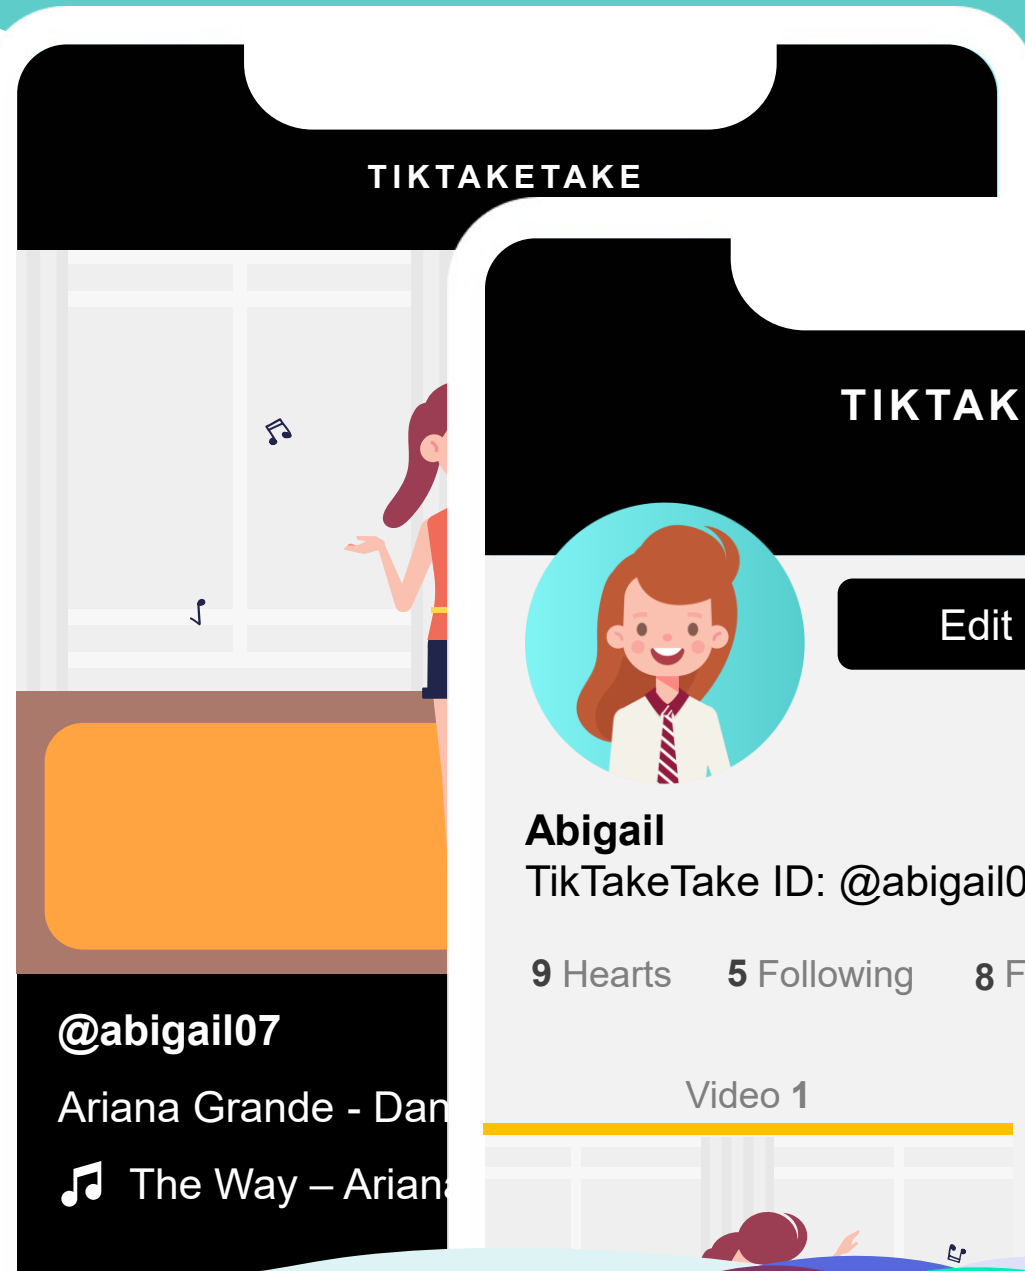 TIKTAKETAKE
@abigail07
Ariana Grande - Dan
The Way – Ariana
TIKTAK
Edit
Abigail
TikTakeTake ID: @abigail0
9 Hearts 5 Following 8 F
Video 1